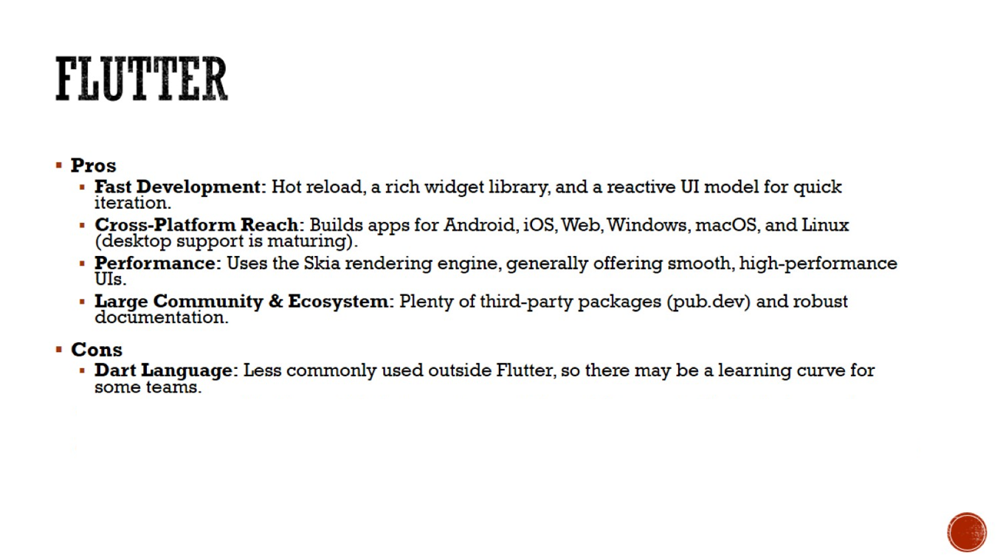 FLUTTER
▪ Pros
▪ Fast Development: Hot reload, a rich widget library, and a reactive UI model for quick
iteration.
▪ Cross-Platform Reach: Builds apps for Android, iOS, Web, Windows, macOS, and Linux
(desktop support is maturing).
▪ Performance: Uses the Skia rendering engine, generally offering smooth, high-performance
UIs.
▪ Large Community & Ecosystem: Plenty of third-party packages (pub.dev) and robust
documentation.
▪ Cons
▪ Dart Language: Less commonly used outside Flutter, so there may be a learning curve for
some teams.